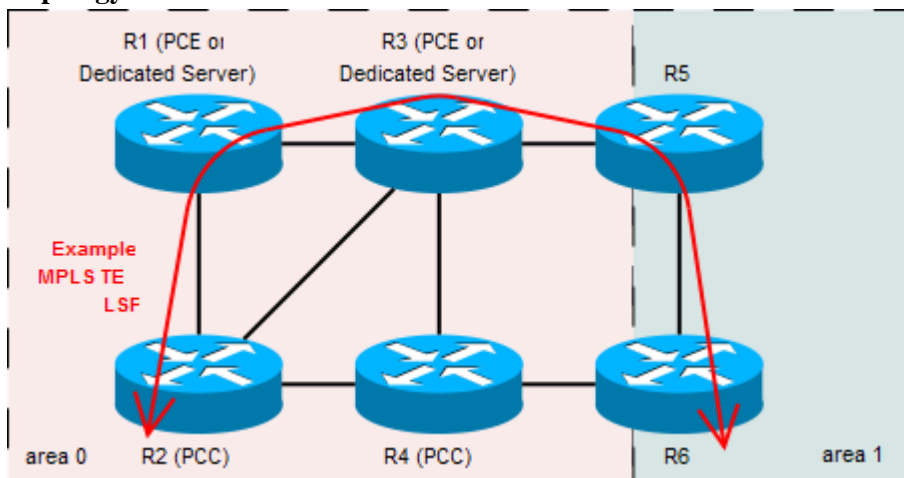 R1 (PCE or
Dedicated Server)
R3 (PCE or
Dedicated Server)
R5
Example
MPLS TE
LSF
area 0
R2 (PCC)
R4 (PCC)
R6
area 1